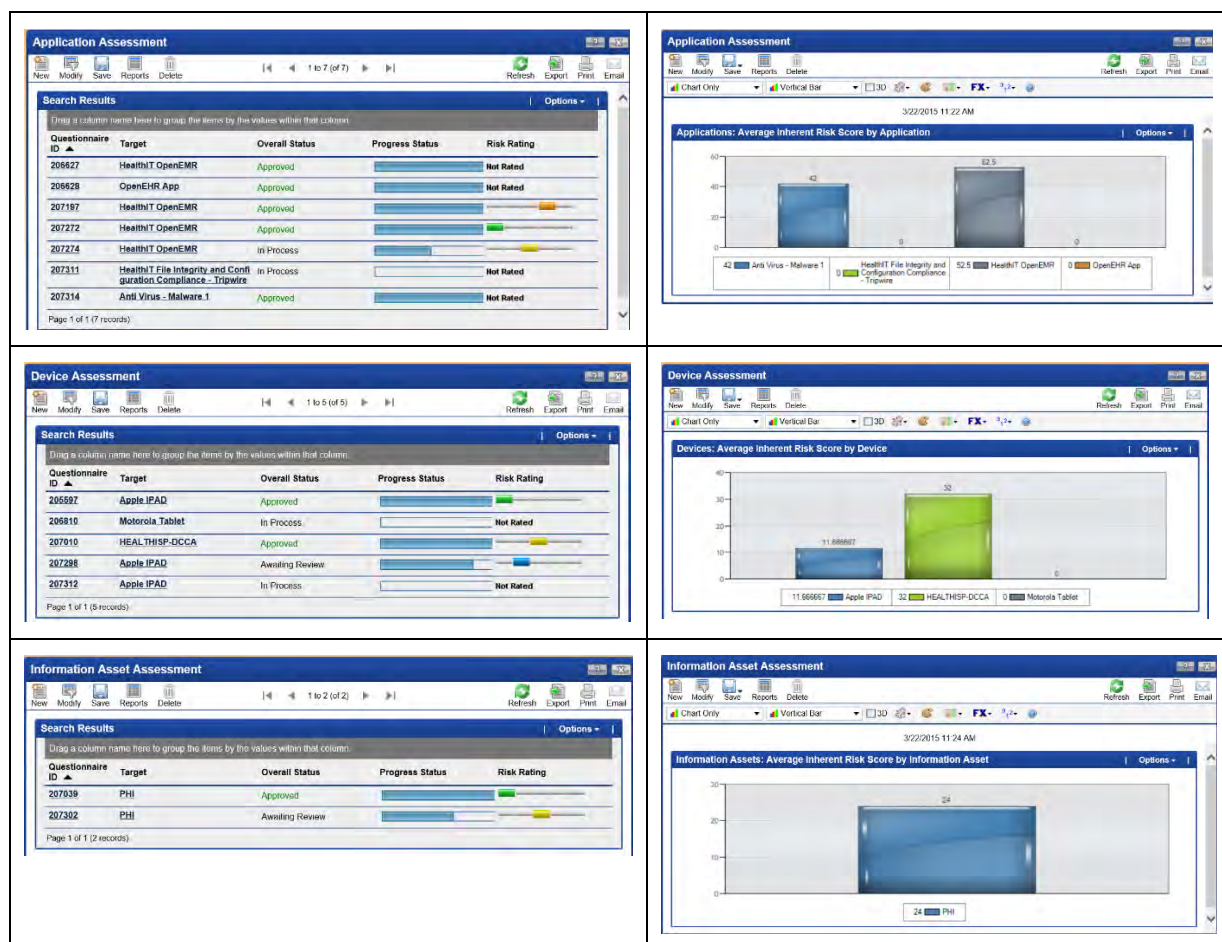 Application Assessment
New Modify Save Reports Delete 1 to 7 (of 7) Refresh Export Print Email
Search Results | Options |
Drag a column name here to group the items by the values within that column.
Questionnaire ID Target Overall Status Progress Status Risk Rating
206627 HealthIT OpenEMR Approved Not Rated
206628 OpenEHR App Approved Not Rated
207197 HealthIT OpenEMR Approved
207272 HealthIT OpenEMR Approved
207274 HealthIT OpenEMR In Process
207311 HealthIT File Integrity and Confi In Process Not Rated
guration Compliance - Tripwire
207314 Anti Virus - Malware 1 Approved Not Rated
Page 1 of 1 (7 records)
Application Assessment
New Modify Save Reports Delete Refresh Export Print Email
Chart Only Vertical Bar 3D FX
3/22/2015 11:22 AM
Applications: Average Inherent Risk Score by Application | Options |
60
52.5
42
40
20
0 0 0
42 Anti Virus - Malware 1 0 HealthIT File Integrity and Configuration Compliance - Tripwire 52.5 HealthIT OpenEMR 0 OpenEHR App
Device Assessment
New Modify Save Reports Delete 1 to 5 (of 5) Refresh Export Print Email
Search Results | Options |
Drag a column name here to group the items by the values within that column.
Questionnaire ID Target Overall Status Progress Status Risk Rating
205597 Apple IPAD Approved
206810 Motorola Tablet In Process Not Rated
207010 HEALTHISP-DCCA Approved
207298 Apple IPAD Awaiting Review
207312 Apple IPAD In Process Not Rated
Page 1 of 1 (5 records)
Device Assessment
New Modify Save Reports Delete Refresh Export Print Email
Chart Only Vertical Bar 3D FX
Devices: Average Inherent Risk Score by Device | Options |
40
32
30
20
11.666667
10
0 0
11.666667 Apple IPAD 32 HEALTHISP-DCCA 0 Motorola Tablet
Information Asset Assessment
New Modify Save Reports Delete 1 to 2 (of 2) Refresh Export Print Email
Search Results | Options |
Drag a column name here to group the items by the values within that column.
Questionnaire ID Target Overall Status Progress Status Risk Rating
207039 PHI Approved
207302 PHI Awaiting Review
Page 1 of 1 (2 records)
Information Asset Assessment
New Modify Save Reports Delete Refresh Export Print Email
Chart Only Vertical Bar 3D FX
3/22/2015 11:24 AM
Information Assets: Average Inherent Risk Score by Information Asset | Options |
30
24
20
10
0
24 PHI